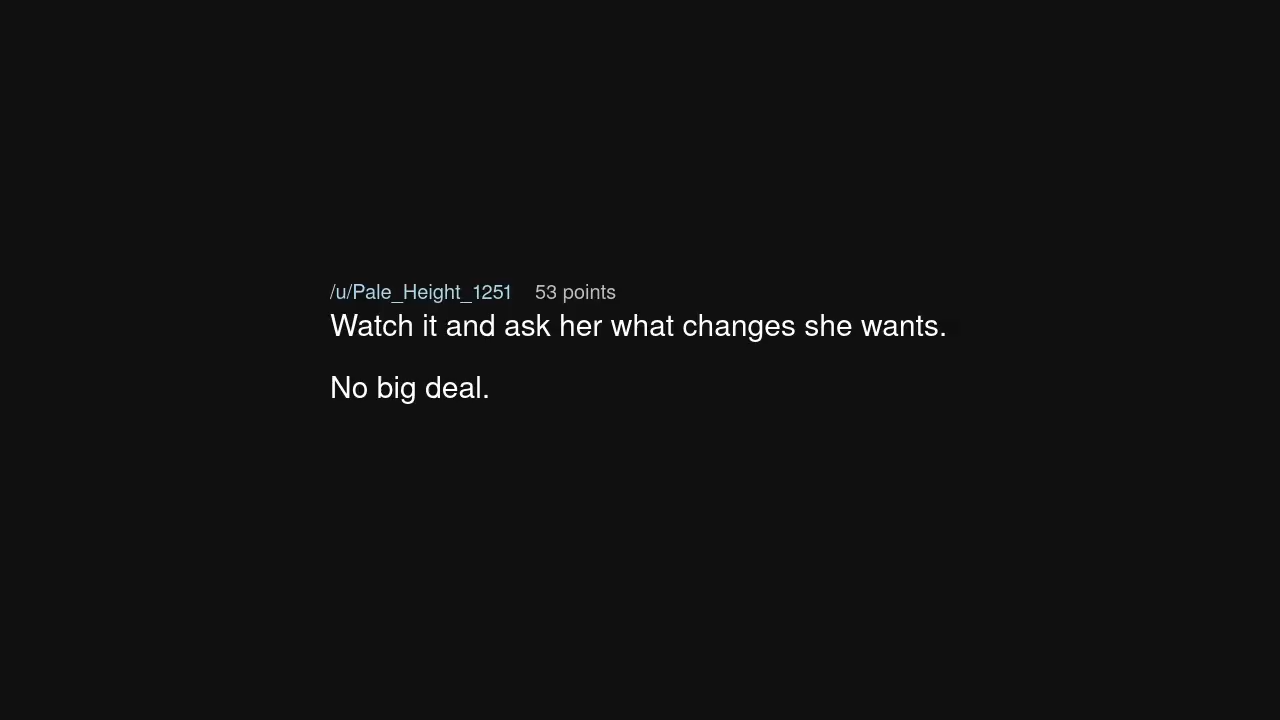 /u/Pale_Height_1251 53 points
Watch it and ask her what changes she wants.
No big deal.